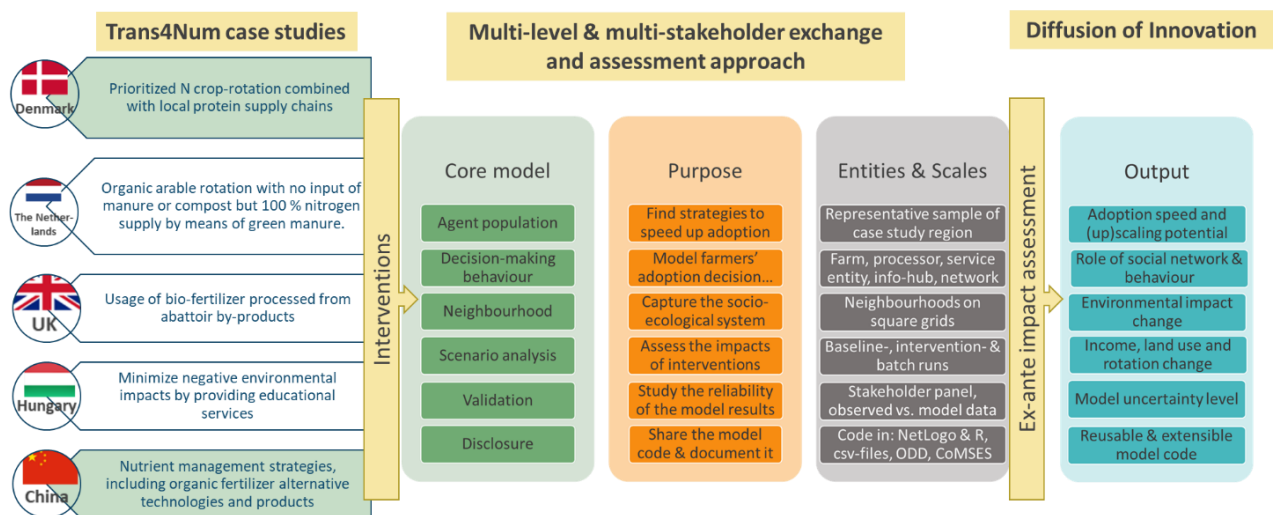 Trans4Num case studies
Denmark
Prioritized N crop-rotation combined
with local protein supply chains
The Nether-
lands
Organic arable rotation with no input of
manure or compost but 100 % nitrogen
supply by means of green manure.
UK
Usage of bio-fertilizer processed from
abattoir by-products
Hungary
Minimize negative environmental
impacts by providing educational
services
China
Nutrient management strategies,
including organic fertilizer alternative
technologies and products
Interventions
Multi-level & multi-stakeholder exchange
and assessment approach
Core model
Agent population
Decision-making
behaviour
Neighbourhood
Scenario analysis
Validation
Disclosure
Purpose
Find strategies to
speed up adoption
Model farmers'
adoption decision...
Capture the socio-
ecological system
Assess the impacts
of interventions
Study the reliability
of the model results
Share the model
code & document it
Entities & Scales
Representative sample of
case study region
Farm, processor, service
entity, info-hub, network
Neighbourhoods on
square grids
Baseline-, intervention- &
batch runs
Stakeholder panel,
observed vs. model data
Code in: NetLogo & R,
csv-files, ODD, CoMSES
Ex-ante impact assessment
Diffusion of Innovation
Output
Adoption speed and
(up)scaling potential
Role of social network &
behaviour
Environmental impact
change
Income, land use and
rotation change
Model uncertainty level
Reusable & extensible
model code